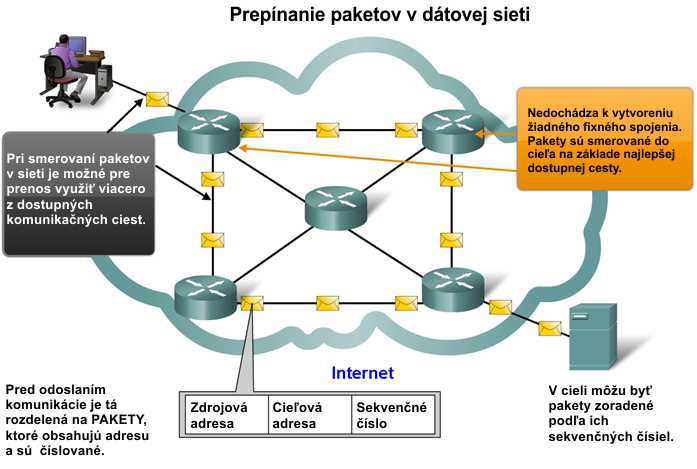 Prepínanie paketov v dátovej sieti
Nedochádza k vytvoreniu
žiadného fixného spojenia.
Pakety sú smerované do
cieľa na základe najlepšej
dostupnej cesty.
Pri smerovaní paketov
v sieti je možné pre
prenos využiť viacero
z dostupných
komunikačných ciest.
Internet
Zdrojová
adresa
Cieľová
adresa
Sekvenčné
číslo
Pred odoslaním
komunikácie je tá
rozdelená na PAKETY,
ktoré obsahujú adresu
a sú číslované.
V cieli môžu byť
pakety zoradené
podľa ich
sekvenčných čísiel.